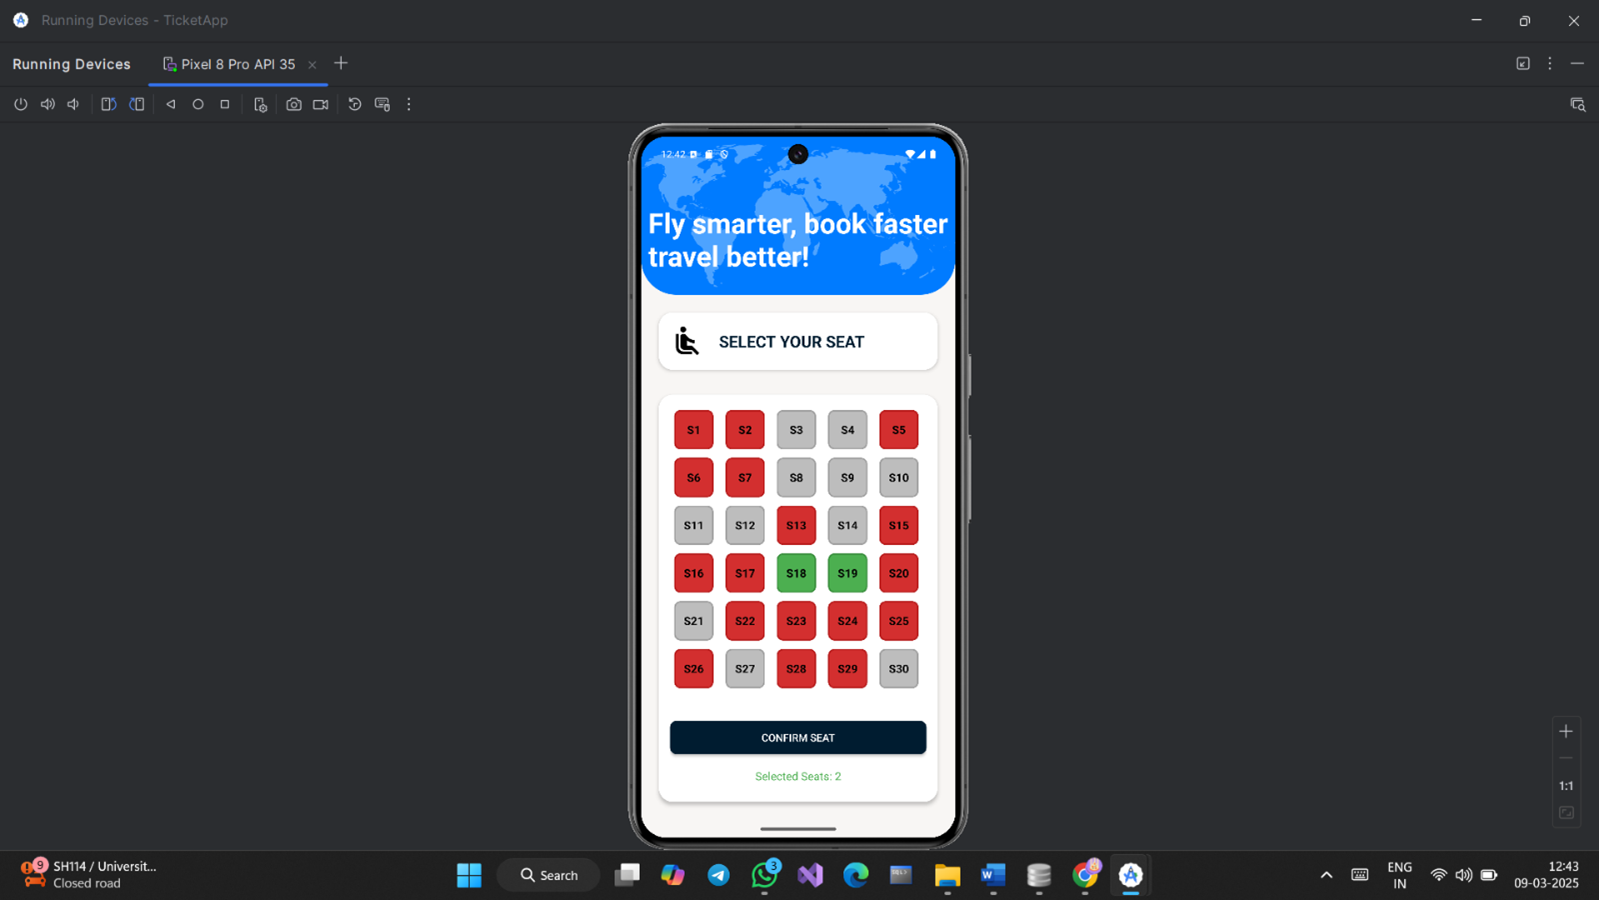 Running Devices - TicketApp
Running Devices
Pixel 8 Pro API 35
12:42
Fly smarter, book faster
travel better!
SELECT YOUR SEAT
S1 S2 S3 S4 S5
S6 S7 S8 S9 S10
S11 S12 S13 S14 S15
S16 S17 S18 S19 S20
S21 S22 S23 S24 S25
S26 S27 S28 S29 S30
CONFIRM SEAT
Selected Seats: 2
1:1
9
SH114 / Universit...
Closed road
Search
3
ENG
IN
12:43
09-03-2025